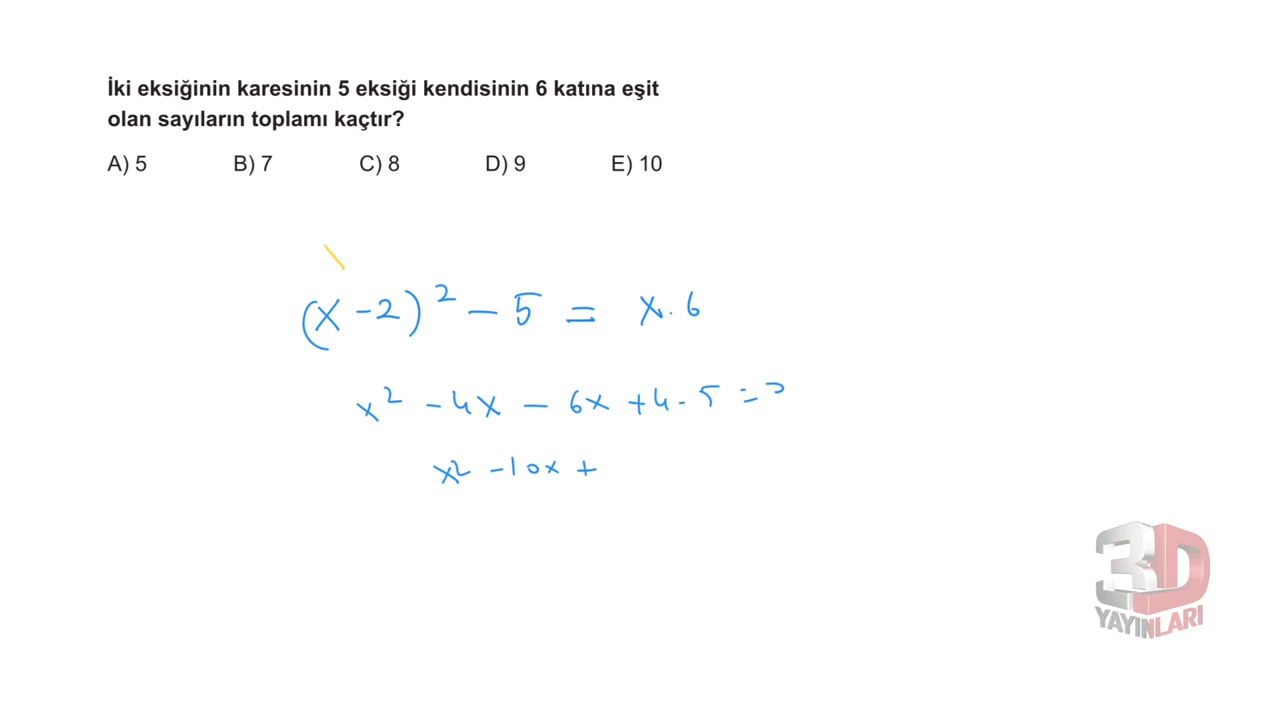 İki eksiğinin karesinin 5 eksiği kendisinin 6 katına eşit
olan sayıların toplamı kaçtır?
A) 5 B) 7 C) 8 D) 9 E) 10
(x - 2)² - 5 = x . 6
x² - 4x - 6x + 4 - 5 =
x² - 10x +
3D
YAYINLARI